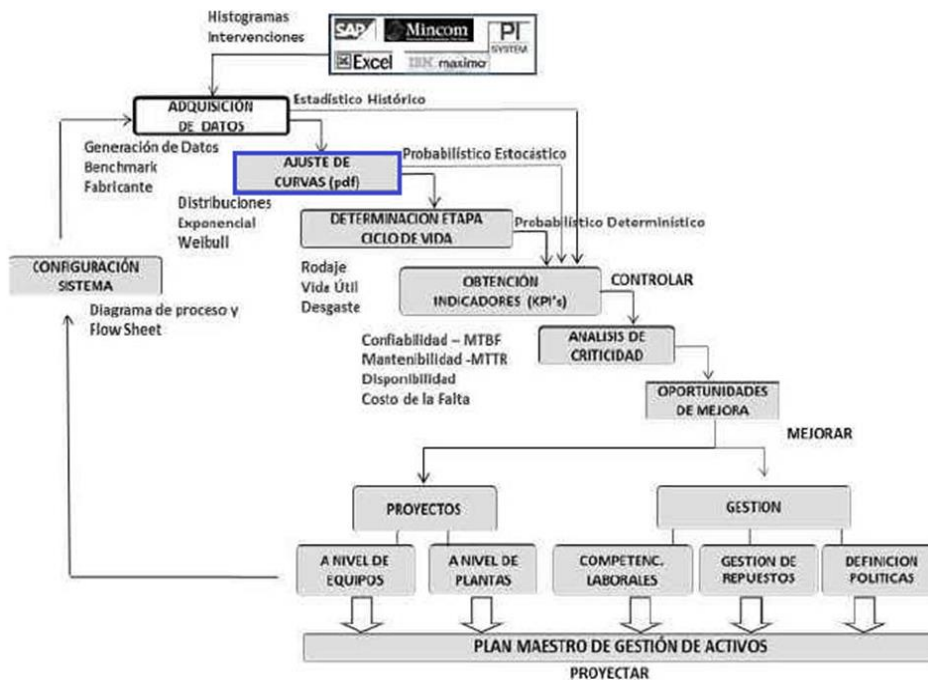 Histogramas
Intervenciones
SAP
Mincom
PI
SYSTEM
Excel
IBM maximo
ADQUISICIÓN
DE DATOS
Estadístico Histórico
Generación de Datos
Benchmark
Fabricante
AJUSTE DE
CURVAS (pdf)
Probabilístico Estocástico
Distribuciones
Exponencial
Weibull
DETERMINACION ETAPA
CICLO DE VIDA
Probabilístico Determinístico
CONFIGURACIÓN
SISTEMA
Diagrama de proceso y
Flow Sheet
Rodaje
Vida Útil
Desgaste
OBTENCIÓN
INDICADORES (KPI's)
CONTROLAR
Confiabilidad – MTBF
Mantenibilidad -MTTR
Disponibilidad
Costo de la Falta
ANALISIS DE
CRITICIDAD
OPORTUNIDADES
DE MEJORA
MEJORAR
PROYECTOS
GESTION
A NIVEL DE
EQUIPOS
A NIVEL DE
PLANTAS
COMPETENC.
LABORALES
GESTION DE
REPUESTOS
DEFINICION
POLITICAS
PLAN MAESTRO DE GESTIÓN DE ACTIVOS
PROYECTAR